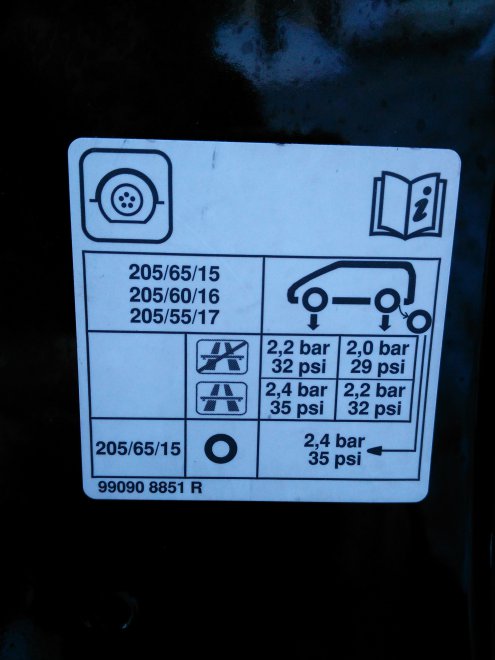 i
205/65/15
205/60/16
205/55/17
2,2 bar 2,0 bar
32 psi 29 psi
2,4 bar 2,2 bar
35 psi 32 psi
205/65/15
2,4 bar
35 psi
99090 8851 R